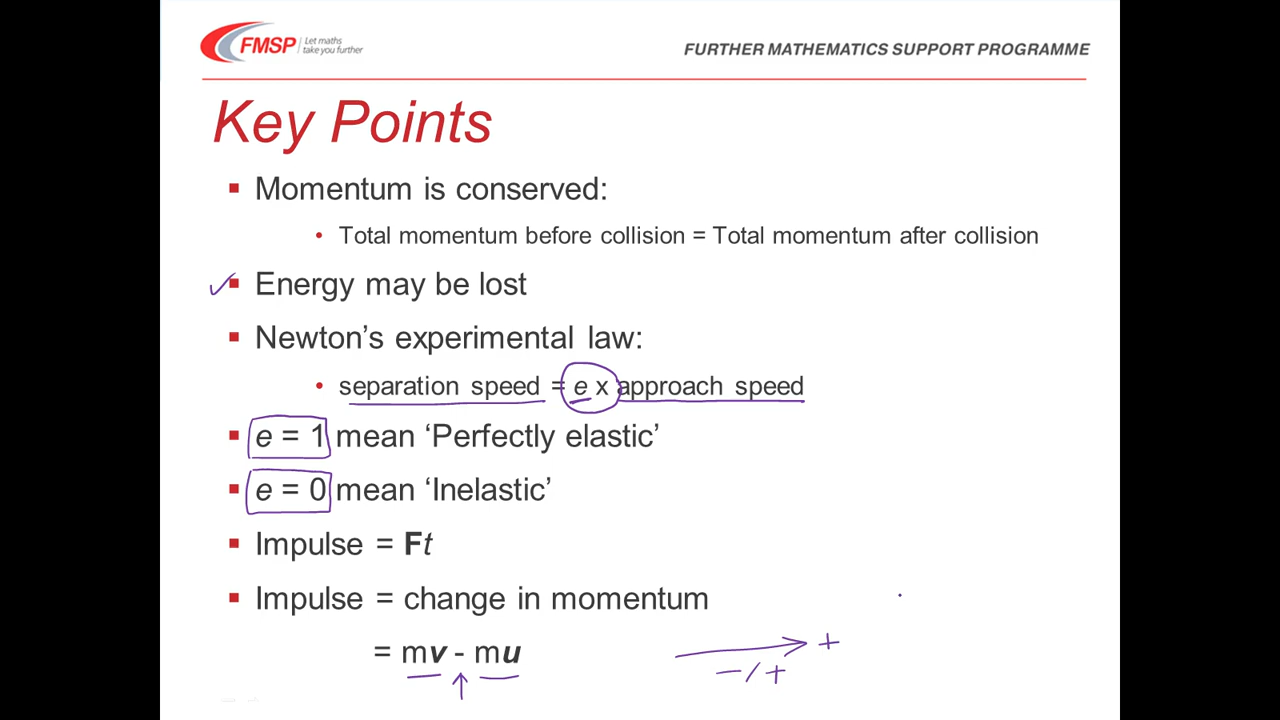 FMSP
Let maths
take you further
FURTHER MATHEMATICS SUPPORT PROGRAMME
Key Points
▪ Momentum is conserved:
• Total momentum before collision = Total momentum after collision
▪ Energy may be lost
▪ Newton’s experimental law:
• separation speed = e x approach speed
▪ e = 1 mean ‘Perfectly elastic’
▪ e = 0 mean ‘Inelastic’
▪ Impulse = Ft
▪ Impulse = change in momentum
= mv - mu
+
- / +